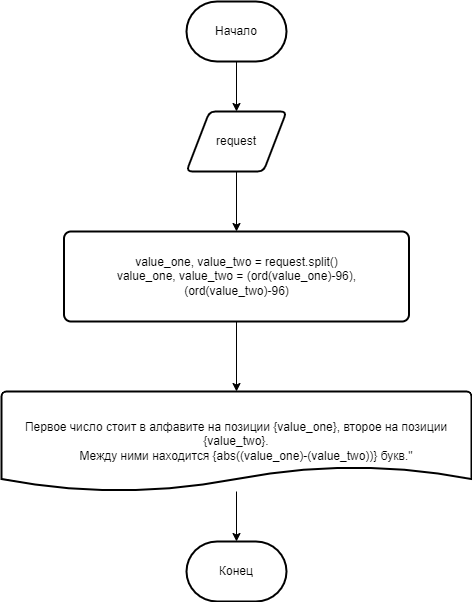 Начало
request
value_one, value_two = request.split()
value_one, value_two = (ord(value_one)-96),
(ord(value_two)-96)
Первое число стоит в алфавите на позиции {value_one}, второе на позиции
{value_two}.
Между ними находится {abs((value_one)-(value_two))} букв."
Конец